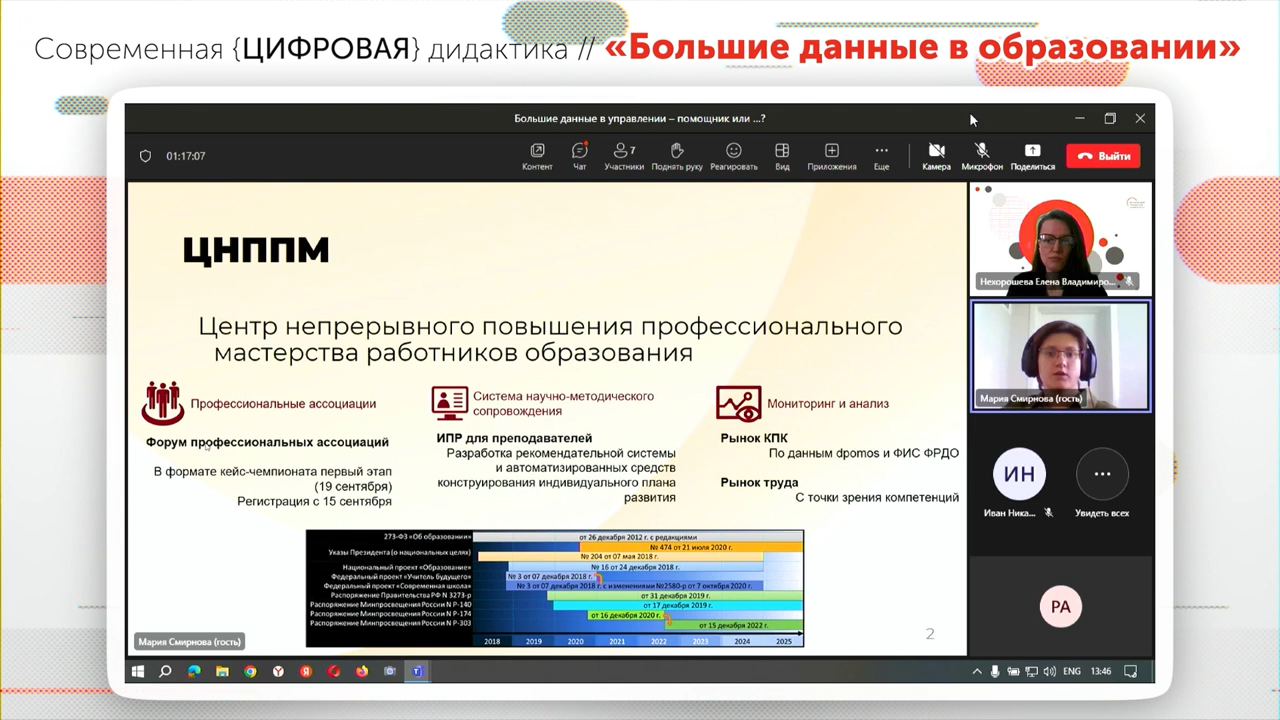 Современная {ЦИФРОВАЯ} дидактика // «Большие данные в образовании»
Большие данные в управлении – помощник или ...?
01:17:07
Контент
Чат
7
Участники
Поднять руку
Реагировать
Вид
Приложения
Еще
Камера
Микрофон
Поделиться
Выйти
ЦНППМ
Центр непрерывного повышения профессионального
мастерства работников образования
Профессиональные ассоциации
Форум профессиональных ассоциаций
В формате кейс-чемпионата первый этап
(19 сентября)
Регистрация с 15 сентября
Система научно-методического
сопровождения
ИПР для преподавателей
Разработка рекомендательной системы
и автоматизированных средств
конструирования индивидуального плана
развития
Мониторинг и анализ
Рынок КПК
По данным dpomos и ФИС ФРДО
Рынок труда
С точки зрения компетенций
273-ФЗ «Об образовании» от 26 декабря 2012 г. с редакциями
№ 474 от 21 июля 2020 г.
Указы Президента (о национальных целях)
№ 204 от 07 мая 2018 г.
Национальный проект «Образование» № 16 от 24 декабря 2018 г.
Федеральный проект «Учитель будущего» № 3 от 07 декабря 2018 г.
Федеральный проект «Современная школа» № 3 от 07 декабря 2018 г. с изменениями №2580-р от 7 октября 2020 г.
Распоряжение Правительства РФ N 3273-р от 31 декабря 2019 г.
Распоряжение Минпросвещения России N Р-140 от 17 декабря 2019 г.
Распоряжение Минпросвещения России N Р-174 от 16 декабря 2020 г.
Распоряжение Минпросвещения России N Р-303 от 15 декабря 2022 г.
2018 2019 2020 2021 2022 2023 2024 2025
2
Мария Смирнова (гость)
Нехорошева Елена Владимиро...
Мария Смирнова (гость)
ИН
Иван Ника...
Увидеть всех
РА
ENG 13:46